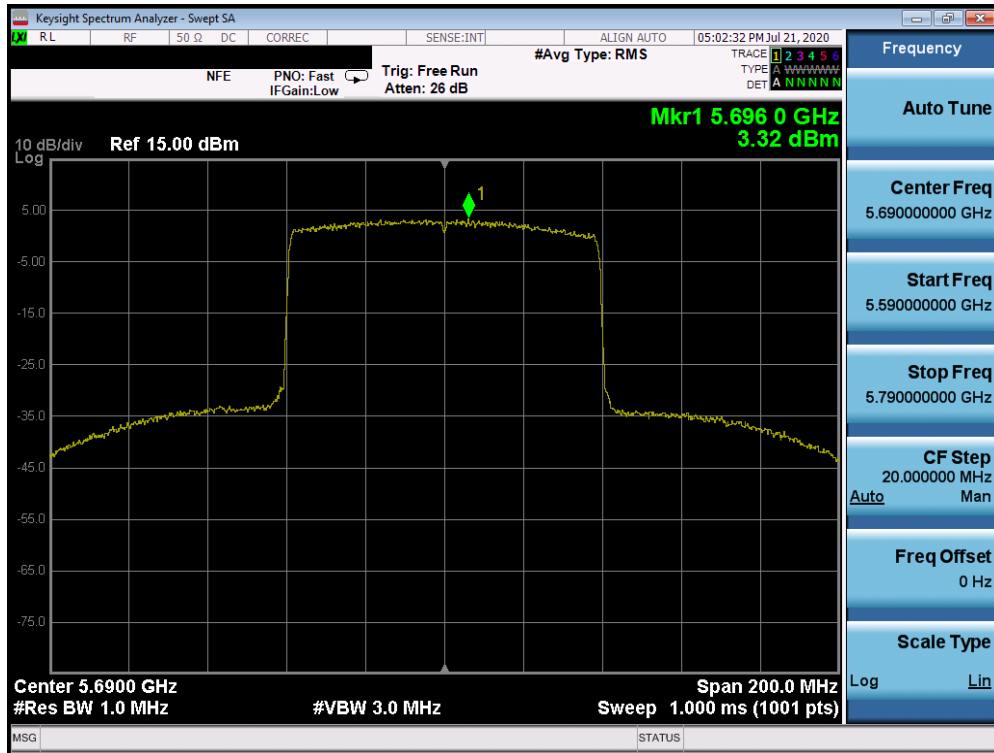 Keysight Spectrum Analyzer - Swept SA
LXI RL RF 50 Ω DC CORREC SENSE:INT ALIGN AUTO 05:02:32 PM Jul 21, 2020
NFE PNO: Fast Trig: Free Run #Avg Type: RMS TRACE 1 2 3 4 5 6
IFGain:Low Atten: 26 dB TYPE A WWWWW
DET A N N N N N
Mkr1 5.696 0 GHz
3.32 dBm
10 dB/div Ref 15.00 dBm
Log
1
5.00
-5.00
-15.0
-25.0
-35.0
-45.0
-55.0
-65.0
-75.0
Center 5.6900 GHz Span 200.0 MHz
#Res BW 1.0 MHz #VBW 3.0 MHz Sweep 1.000 ms (1001 pts)
MSG STATUS
Frequency
Auto Tune
Center Freq
5.690000000 GHz
Start Freq
5.590000000 GHz
Stop Freq
5.790000000 GHz
CF Step
20.000000 MHz
Auto Man
Freq Offset
0 Hz
Scale Type
Log Lin